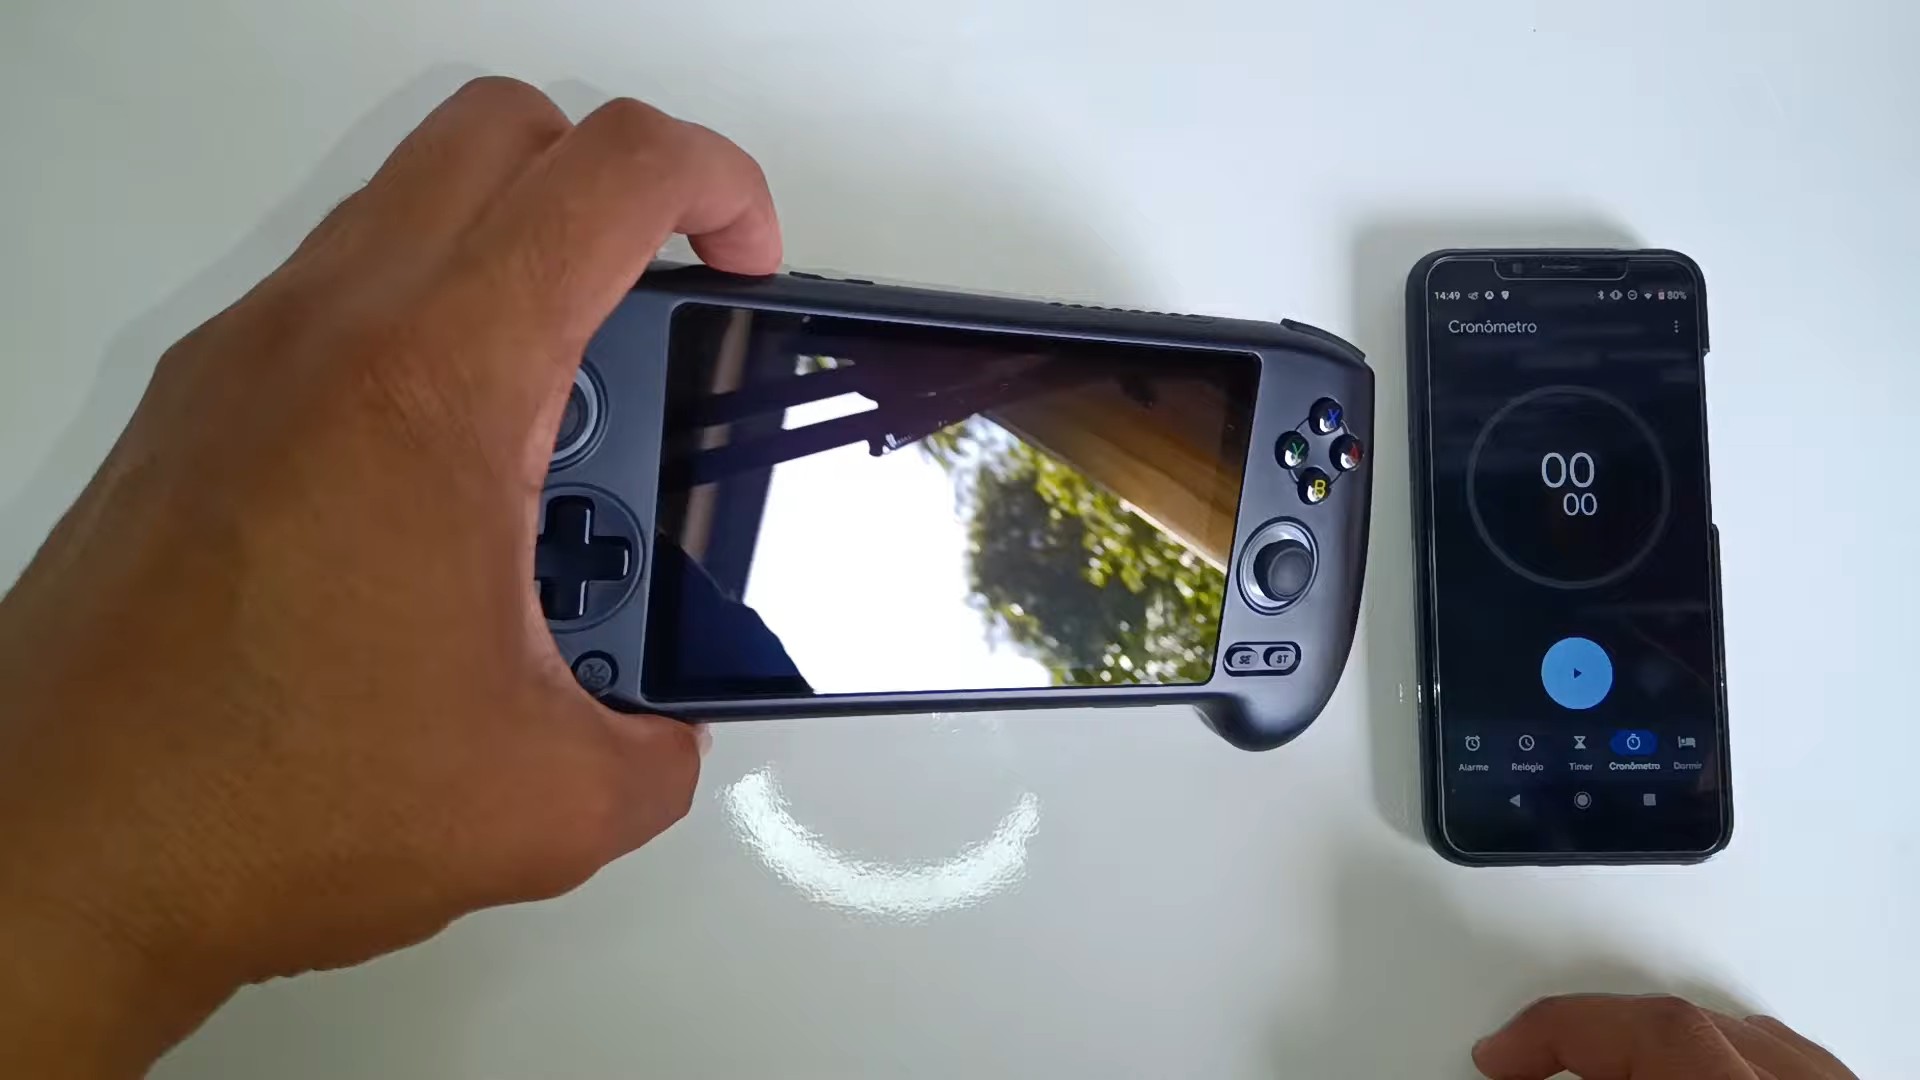 X
Y
A
B
SE ST
14:49
80%
Cronômetro
00
00
Alarme Relógio Timer Cronômetro Dormir